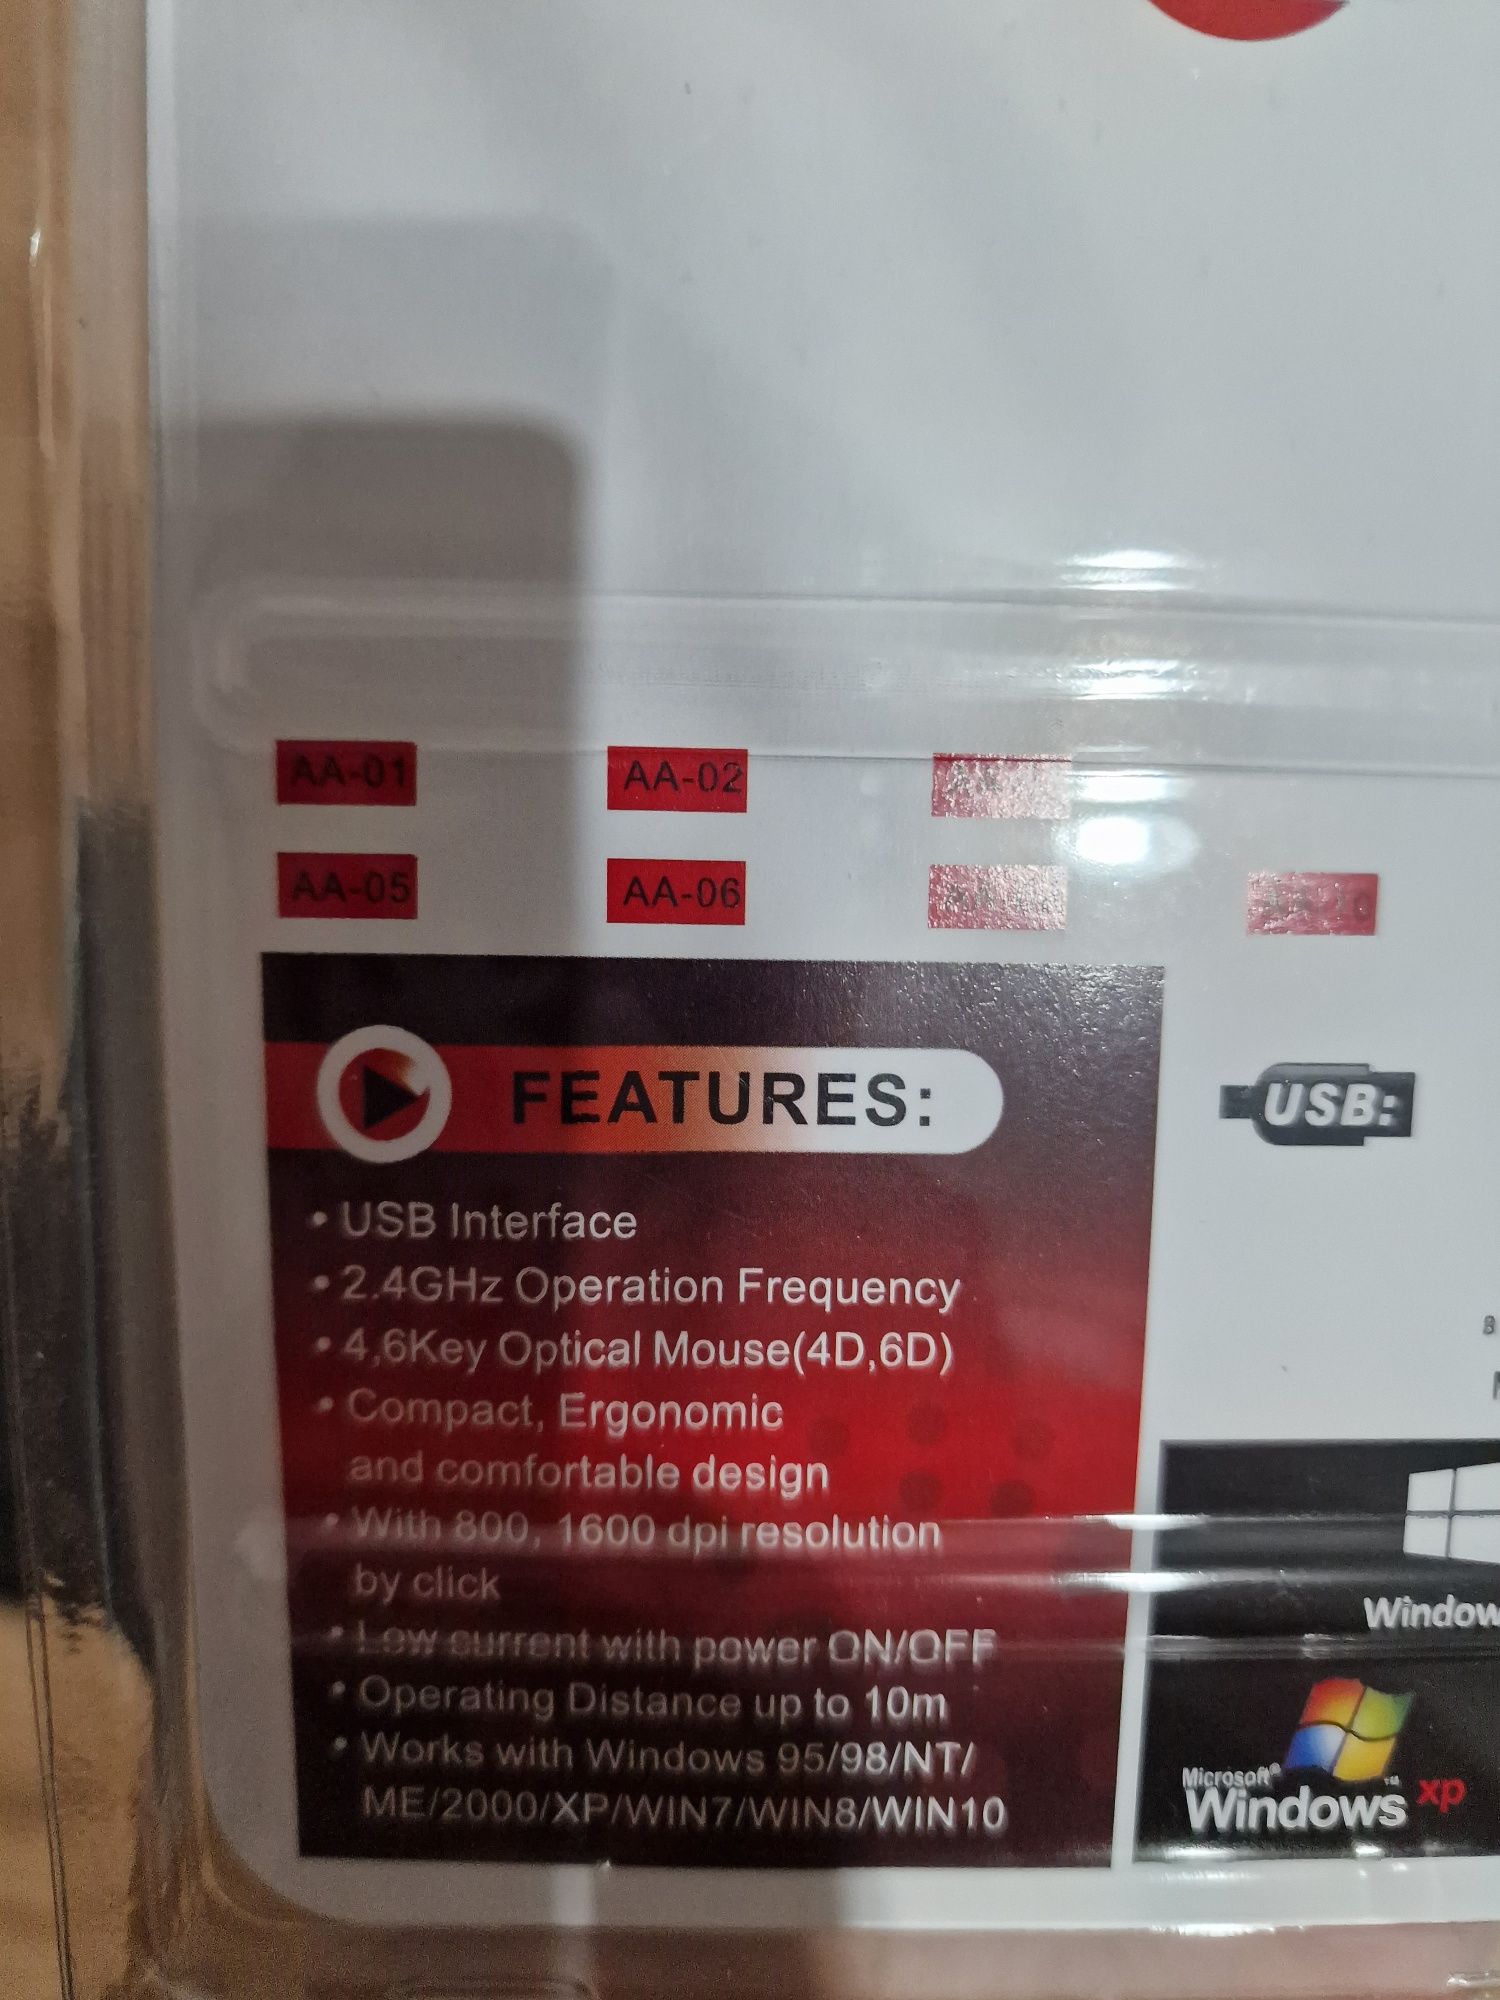 AA-01 AA-02
AA-05 AA-06
FEATURES:
USB:
• USB Interface
• 2.4GHz Operation Frequency
• 4,6Key Optical Mouse(4D,6D)
• Compact, Ergonomic
and comfortable design
• With 800, 1600 dpi resolution
by click
• Low current with power ON/OFF
• Operating Distance up to 10m
• Works with Windows 95/98/NT/
ME/2000/XP/WIN7/WIN8/WIN10
Window
Microsoft®
Windows™ xp